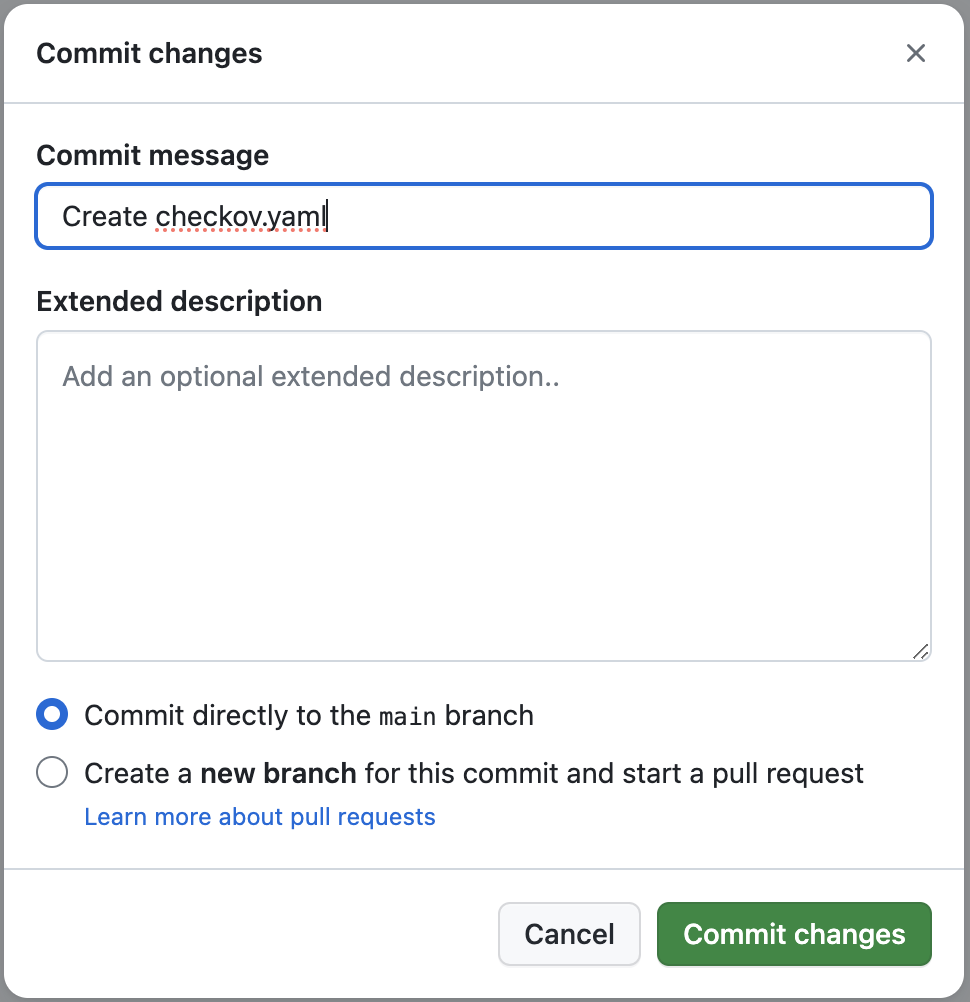 Commit changes
Commit message
Create checkov.yaml
Extended description
Add an optional extended description..
Commit directly to the main branch
Create a new branch for this commit and start a pull request
Learn more about pull requests
Cancel
Commit changes